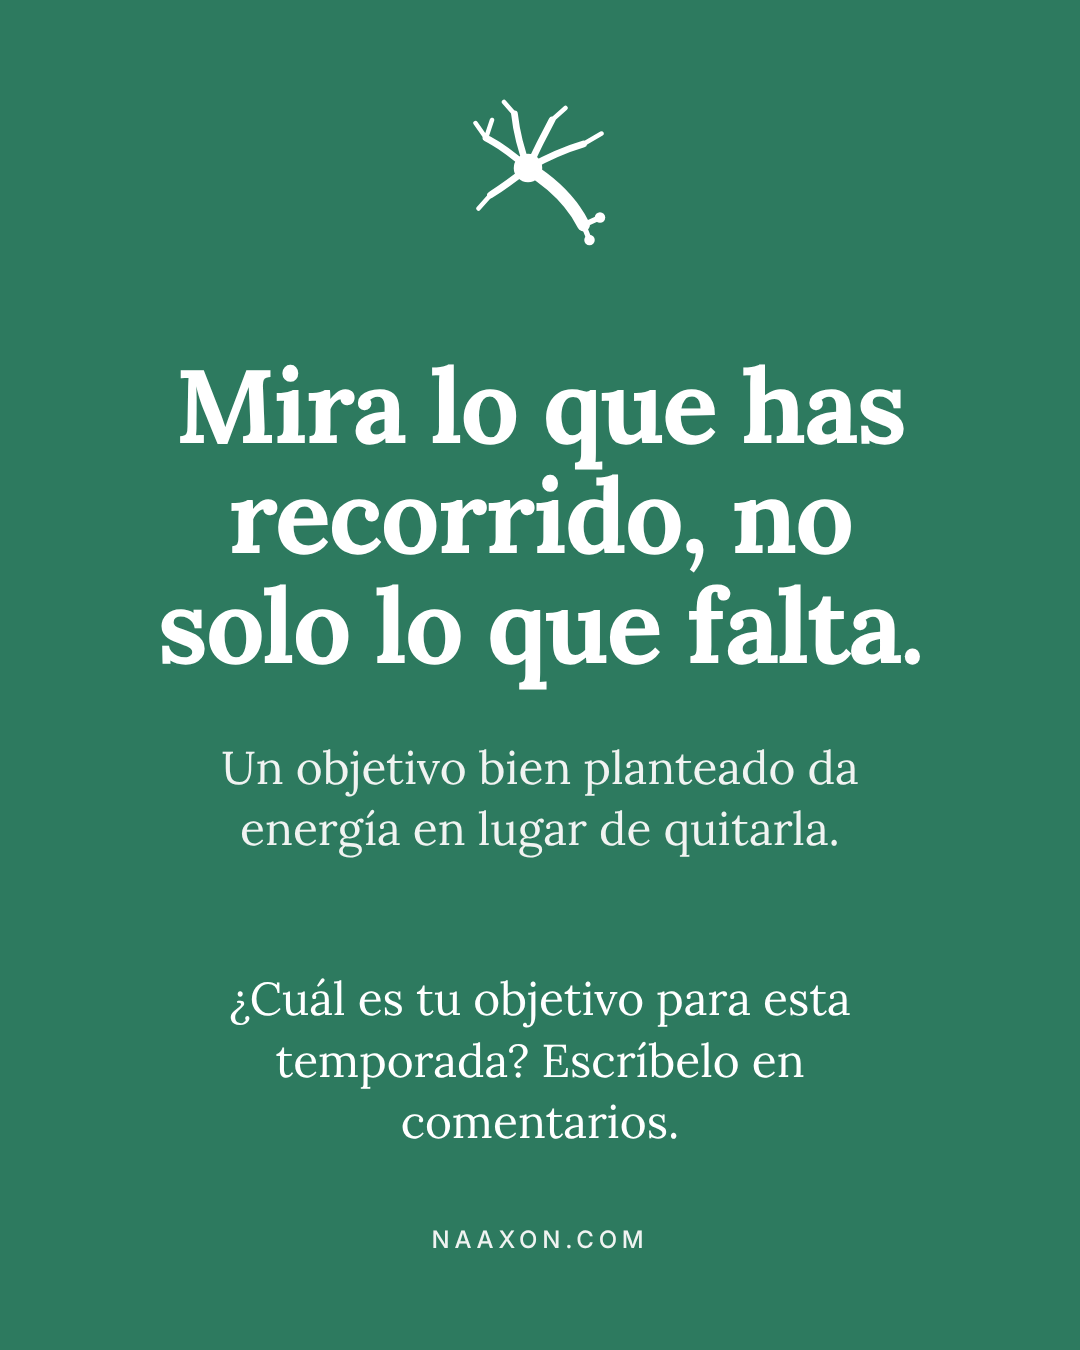 Mira lo que has
recorrido, no
solo lo que falta.
Un objetivo bien planteado da
energía en lugar de quitarla.
¿Cuál es tu objetivo para esta
temporada? Escríbelo en
comentarios.
NAAXON.COM